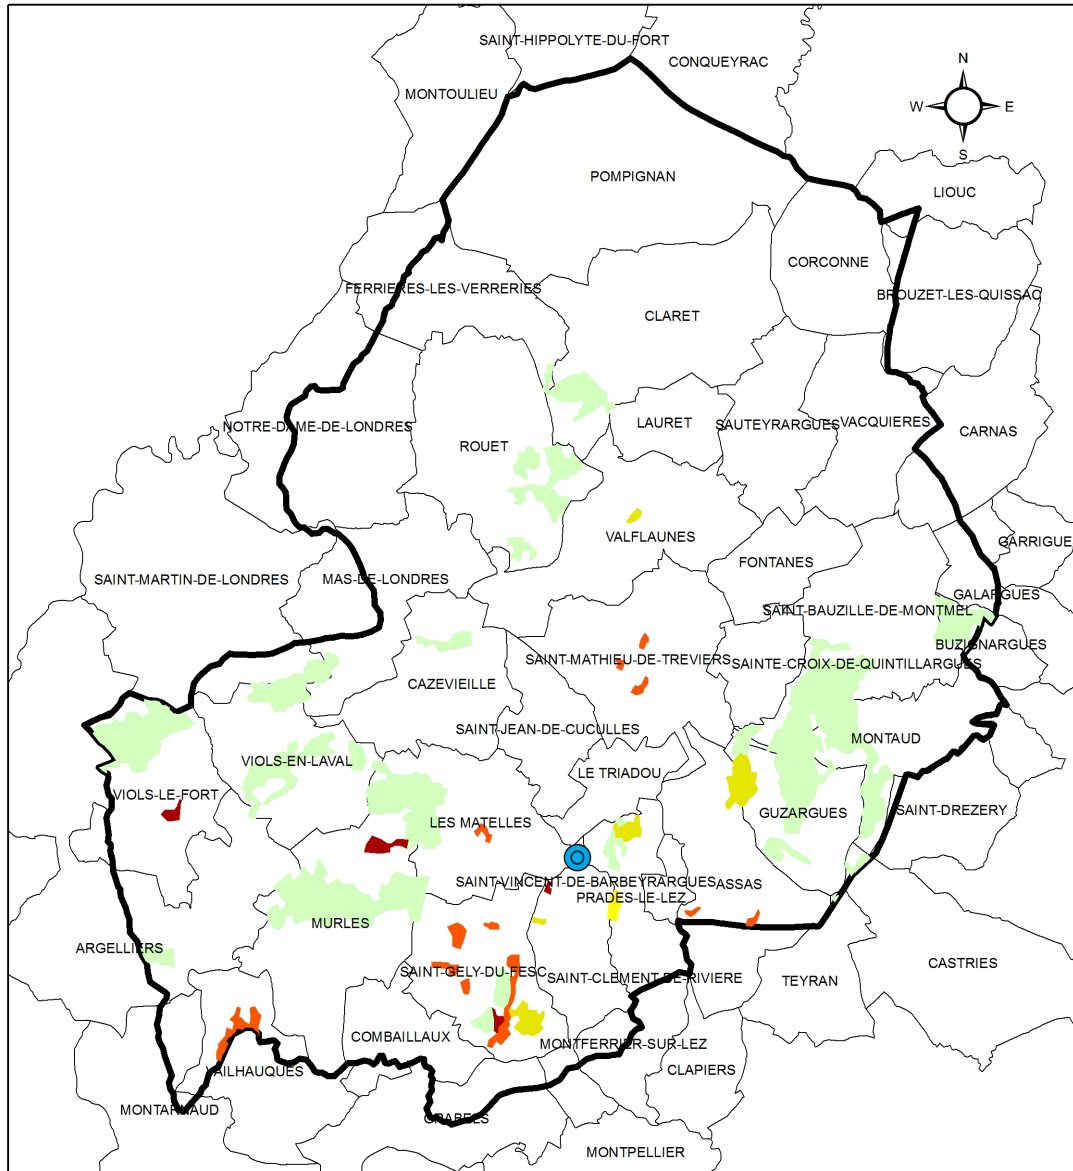 SAINT-HIPPOLYTE-DU-FORT
CONQUEYRAC
N
MONTOULIEU
W
E
S
POMPIGNAN
LIOUC
CORCONNE
FERRIERES-LES-VERRERIES
BROUZET-LES-QUISSAC
CLARET
NOTRE-DAME-DE-LONDRES
ROUET
LAURET
SAUTEYRARGUES
VACQUIERES
CARNAS
VALFLAUNES
GARRIGUE
SAINT-MARTIN-DE-LONDRES
MAS-DE-LONDRES
FONTANES
GALARGUES
SAINT-BAUZILLE-DE-MONTMEL
BUZIGNARGUES
SAINT-MATHIEU-DE-TREVIERS
SAINTE-CROIX-DE-QUINTILLARGUES
CAZEVIEILLE
SAINT-JEAN-DE-CUCULLES
MONTAUD
VIOLS-EN-LAVAL
LE TRIADOU
VIOLS-LE-FORT
LES MATELLES
GUZARGUES
SAINT-DREZERY
SAINT-VINCENT-DE-BARBEYRARGUES
ASSAS
PRADES-LE-LEZ
MURLES
ARGELLIERS
SAINT-GELY-DU-FESC
SAINT-CLEMENT-DE-RIVIERE
TEYRAN
CASTRIES
COMBAILLAUX
MONTFERRIER-SUR-LEZ
VAILHAUQUES
CLAPIERS
MONTARNAUD
GRABELS
MONTPELLIER